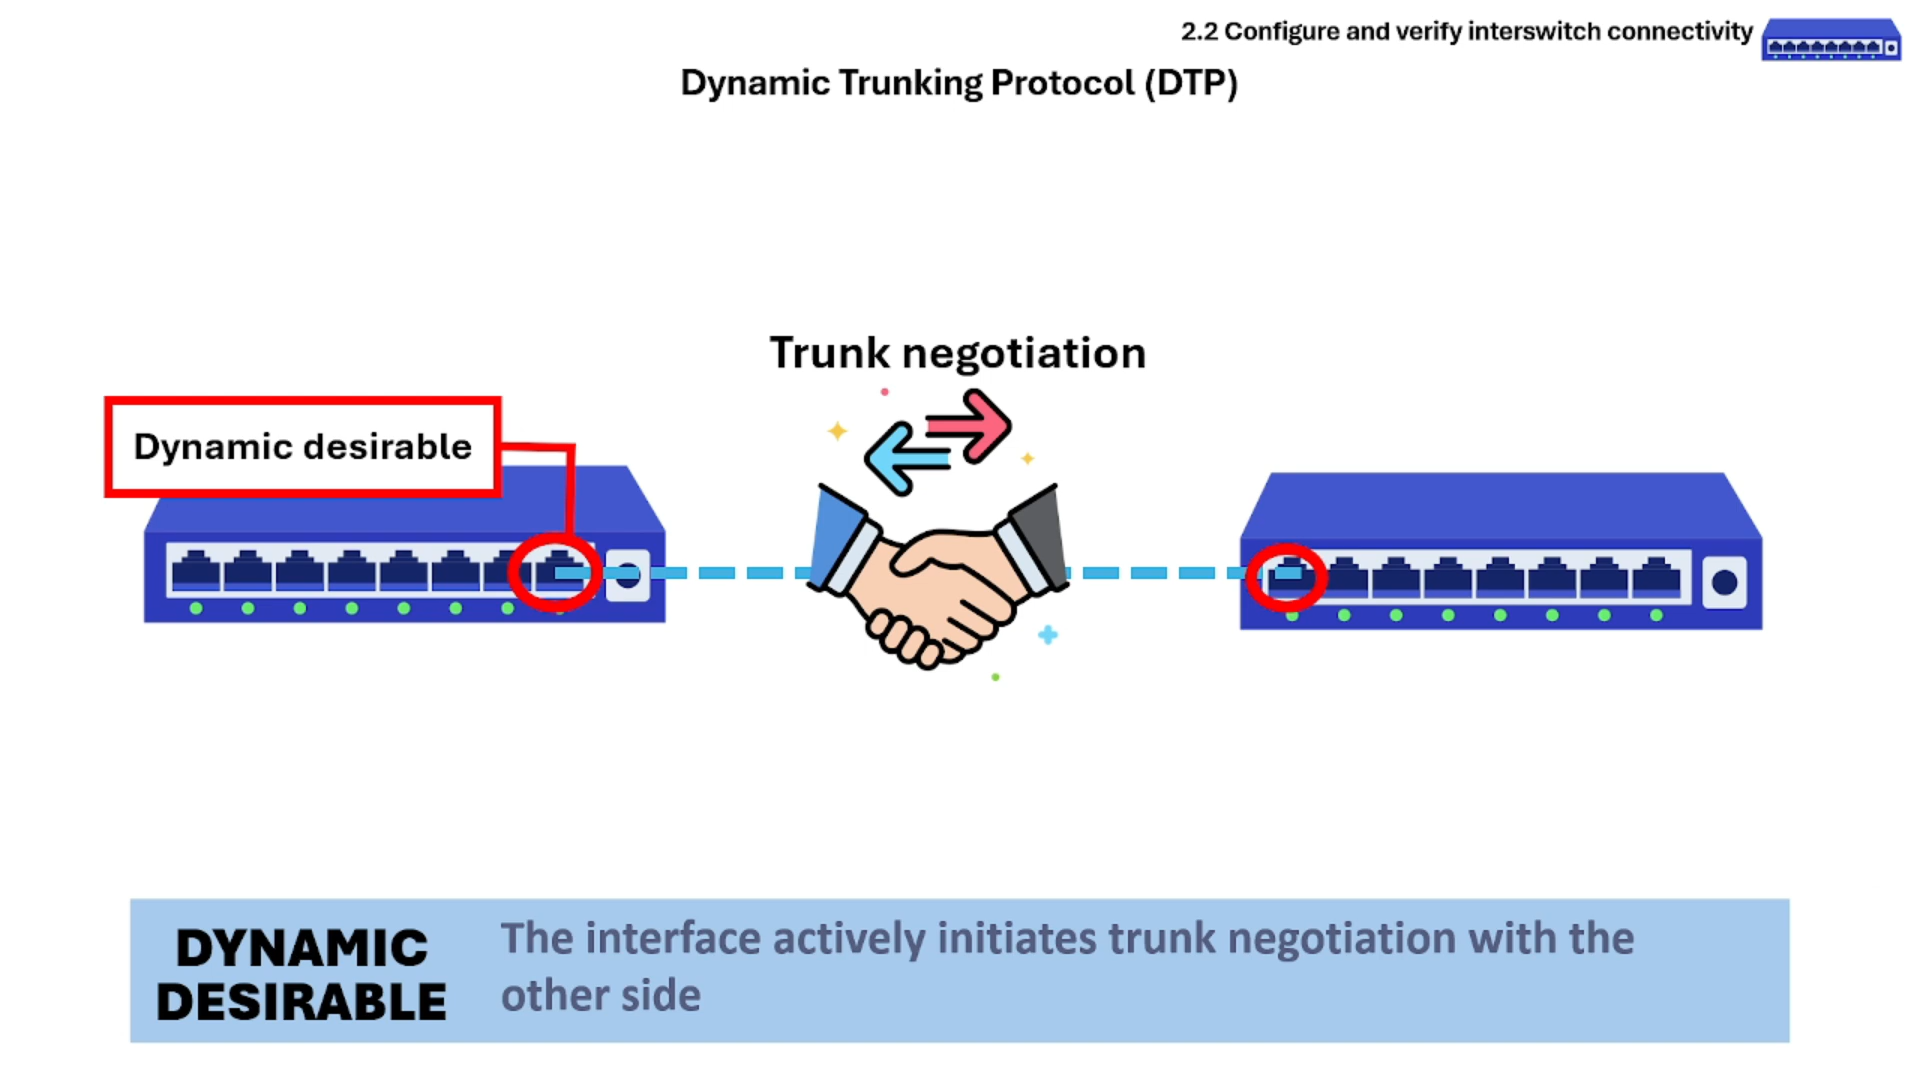 2.2 Configure and verify interswitch connectivity
Dynamic Trunking Protocol (DTP)
Trunk negotiation
Dynamic desirable
DYNAMIC
DESIRABLE
The interface actively initiates trunk negotiation with the
other side